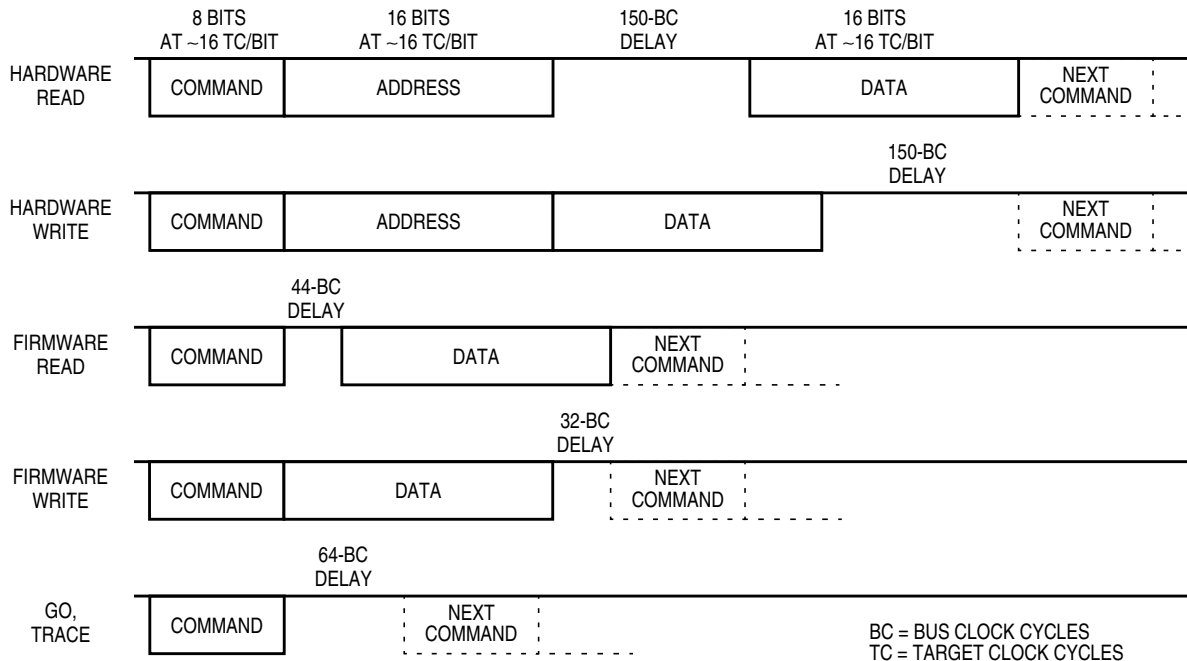 8 BITS
AT ~16 TC/BIT
16 BITS
AT ~16 TC/BIT
150-BC
DELAY
16 BITS
AT ~16 TC/BIT
HARDWARE
READ
COMMAND
ADDRESS
DATA
NEXT
COMMAND
150-BC
DELAY
HARDWARE
WRITE
COMMAND
ADDRESS
DATA
NEXT
COMMAND
44-BC
DELAY
FIRMWARE
READ
COMMAND
DATA
NEXT
COMMAND
32-BC
DELAY
FIRMWARE
WRITE
COMMAND
DATA
NEXT
COMMAND
64-BC
DELAY
GO,
TRACE
COMMAND
NEXT
COMMAND
BC = BUS CLOCK CYCLES
TC = TARGET CLOCK CYCLES